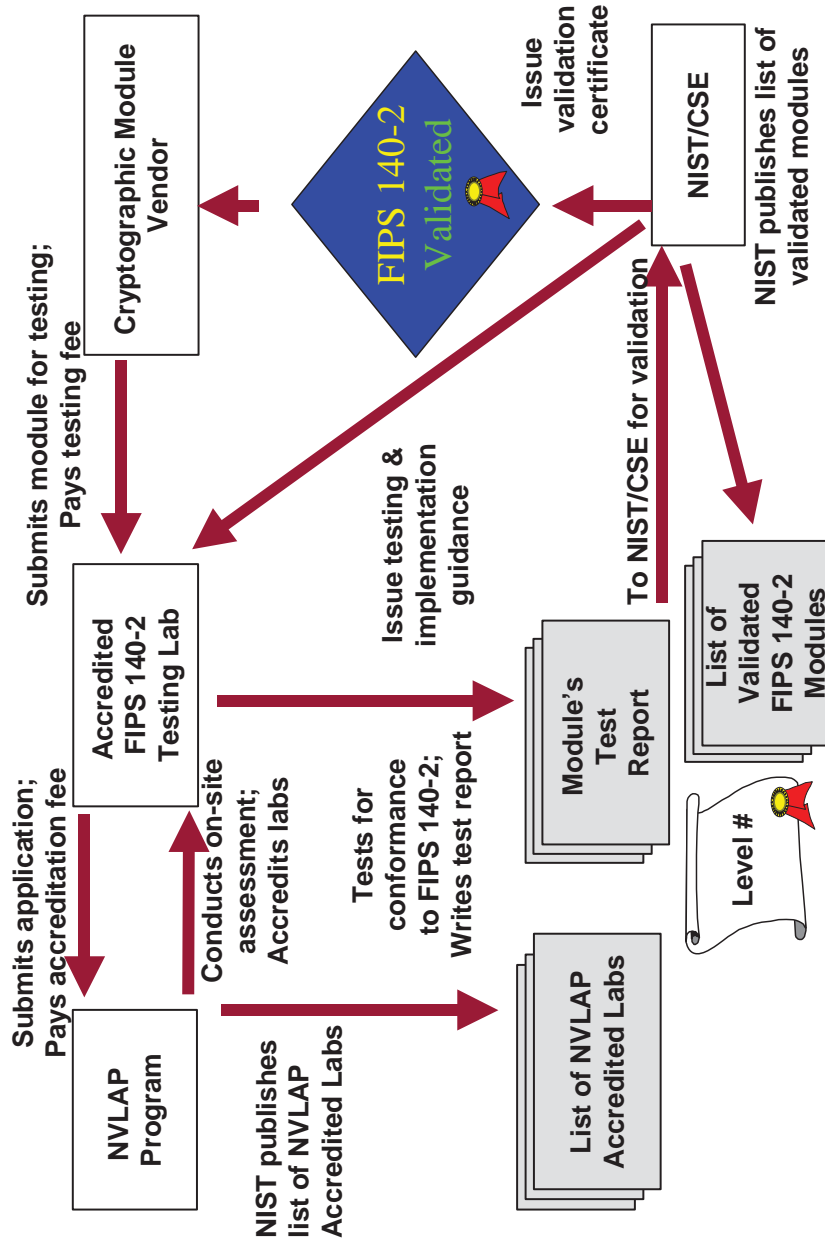 Submits application;
Pays accreditation fee
Submits module for testing;
Pays testing fee
NVLAP
Program
Accredited
FIPS 140-2
Testing Lab
Cryptographic Module
Vendor
Conducts on-site
assessment;
Accredits labs
NIST publishes
list of NVLAP
Accredited Labs
Tests for
conformance
to FIPS 140-2;
Writes test report
Issue testing &
implementation
guidance
FIPS 140-2
Validated
Issue
validation
certificate
List of NVLAP
Accredited Labs
Module’s
Test
Report
To NIST/CSE for validation
NIST/CSE
Level #
List of
Validated
FIPS 140-2
Modules
NIST publishes list of
validated modules